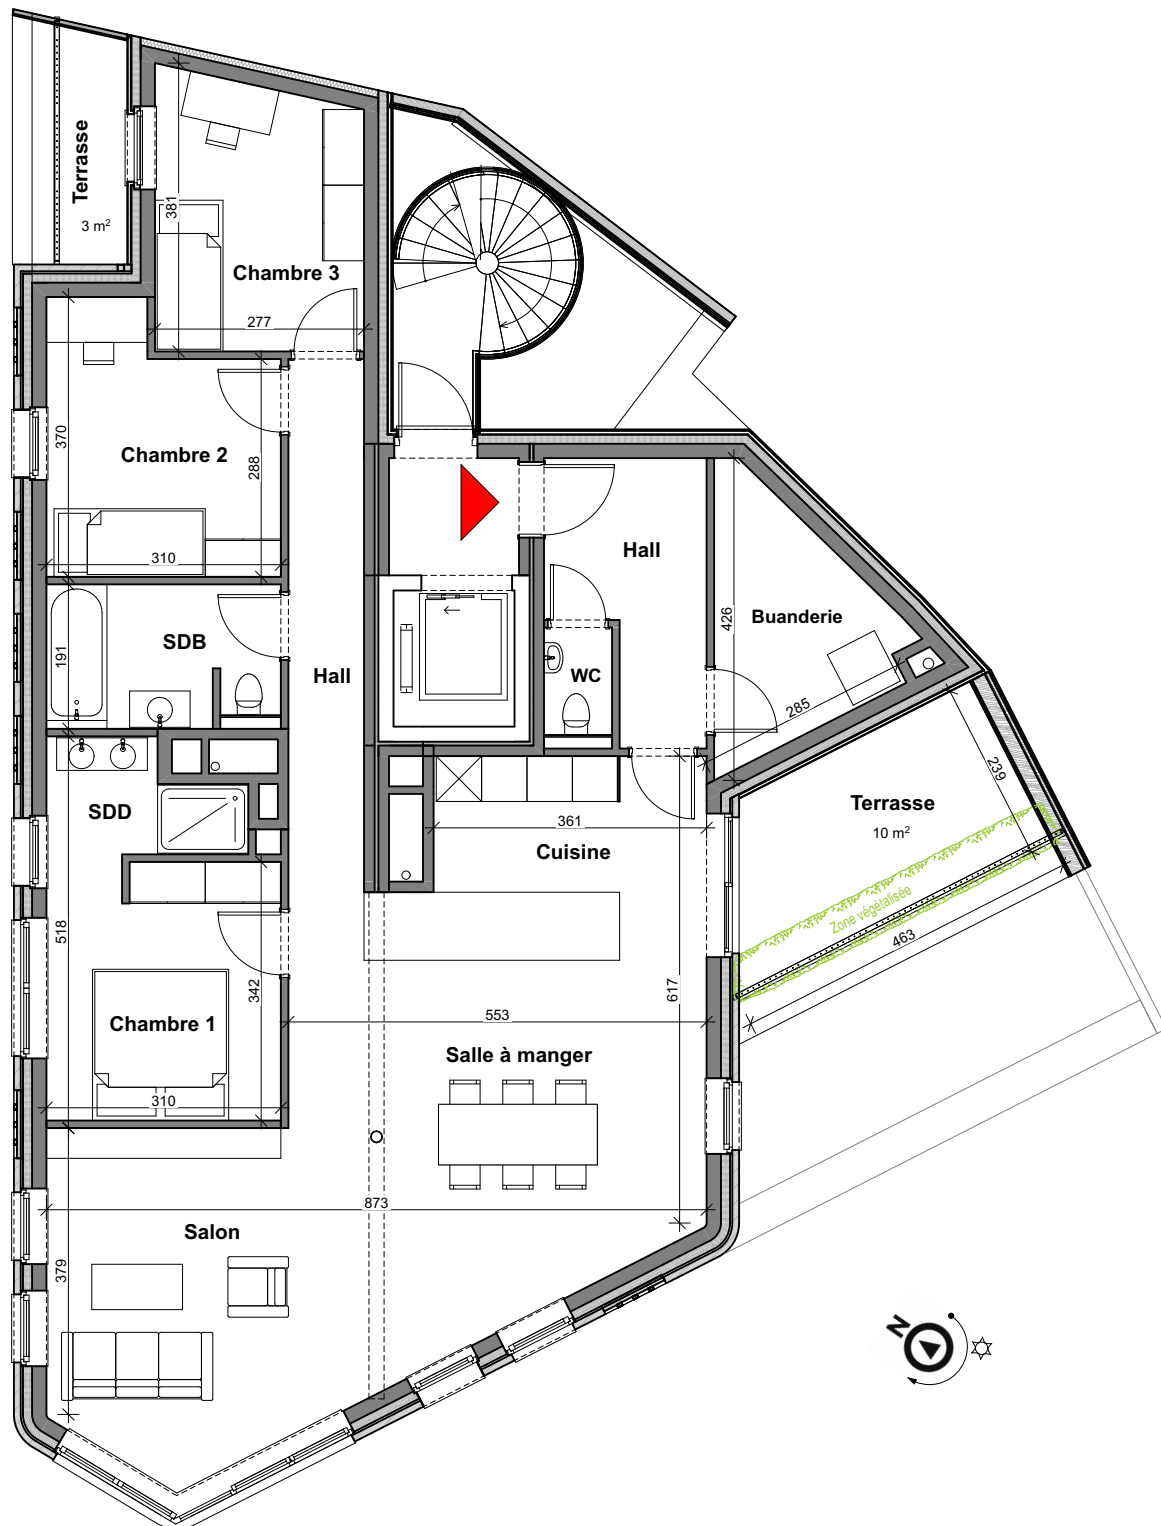 Terrasse
3 m²
381
Chambre 3
277
370
Chambre 2
288
310
Hall
Buanderie
426
SDB
191
WC
Hall
285
239
SDD
Terrasse
10 m²
361
Cuisine
Zone végétalisée
463
518
342
617
Chambre 1
553
Salle à manger
310
873
Salon
379
N